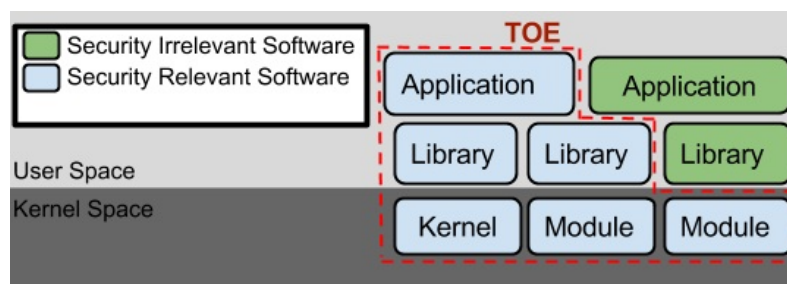 Security Irrelevant Software
Security Relevant Software
TOE
Application
Application
Library
Library
Library
User Space
Kernel Space
Kernel
Module
Module